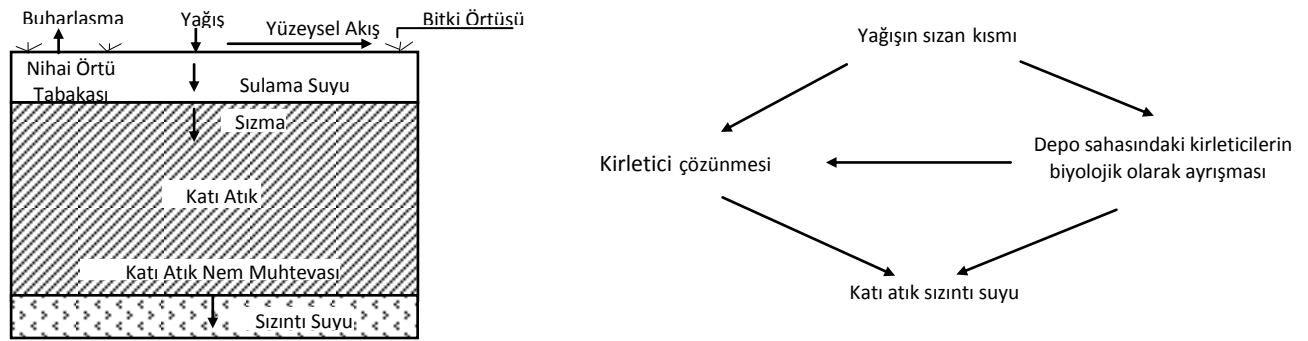 Buharlaşma
Yağış
Yüzeysel Akış
Bitki Örtüsü
Nihai Örtü
Tabakası
Sulama Suyu
Sızma
Katı Atık
Katı Atık Nem Muhtevası
Sızıntı Suyu
Yağışın sızan kısmı
Kirletici çözünmesi
Depo sahasındaki kirleticilerin
biyolojik olarak ayrışması
Katı atık sızıntı suyu